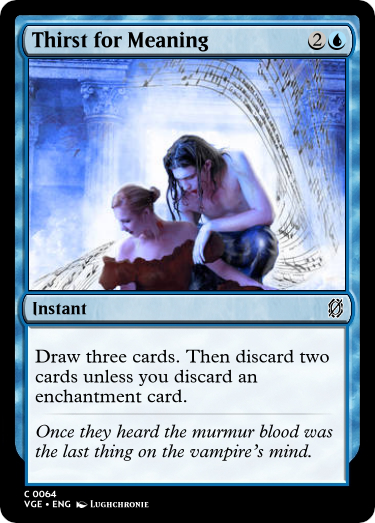 Thirst for Meaning 2
Instant
Draw three cards. Then discard two
cards unless you discard an
enchantment card.
Once they heard the murmur blood was
the last thing on the vampire's mind.
C 0064
VGE • ENG Lughchronie